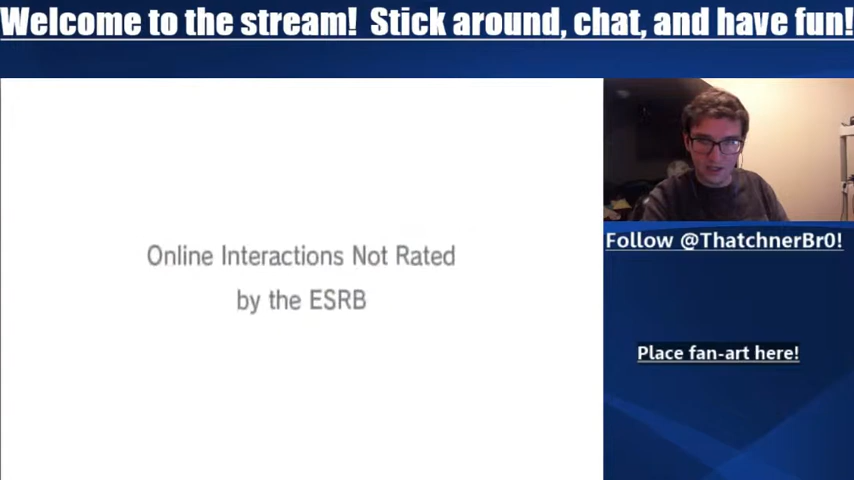 Welcome to the stream!  Stick around, chat, and have fun!
Online Interactions Not Rated
by the ESRB
Follow @ThatchnerBr0!
Place fan-art here!